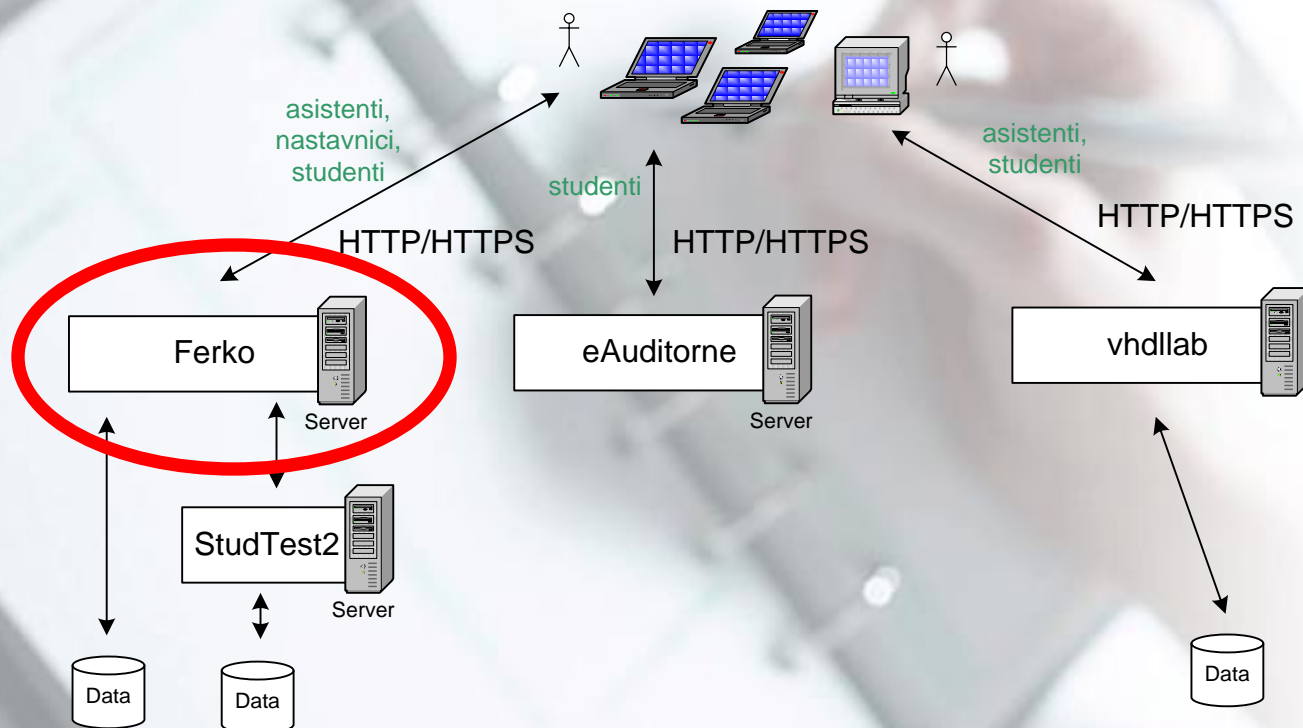 asistenti,
nastavnici,
studenti
studenti
asistenti,
studenti
HTTP/HTTPS
HTTP/HTTPS
HTTP/HTTPS
Ferko
Server
eAuditorne
Server
vhdllab
StudTest2
Server
Data
Data
Data